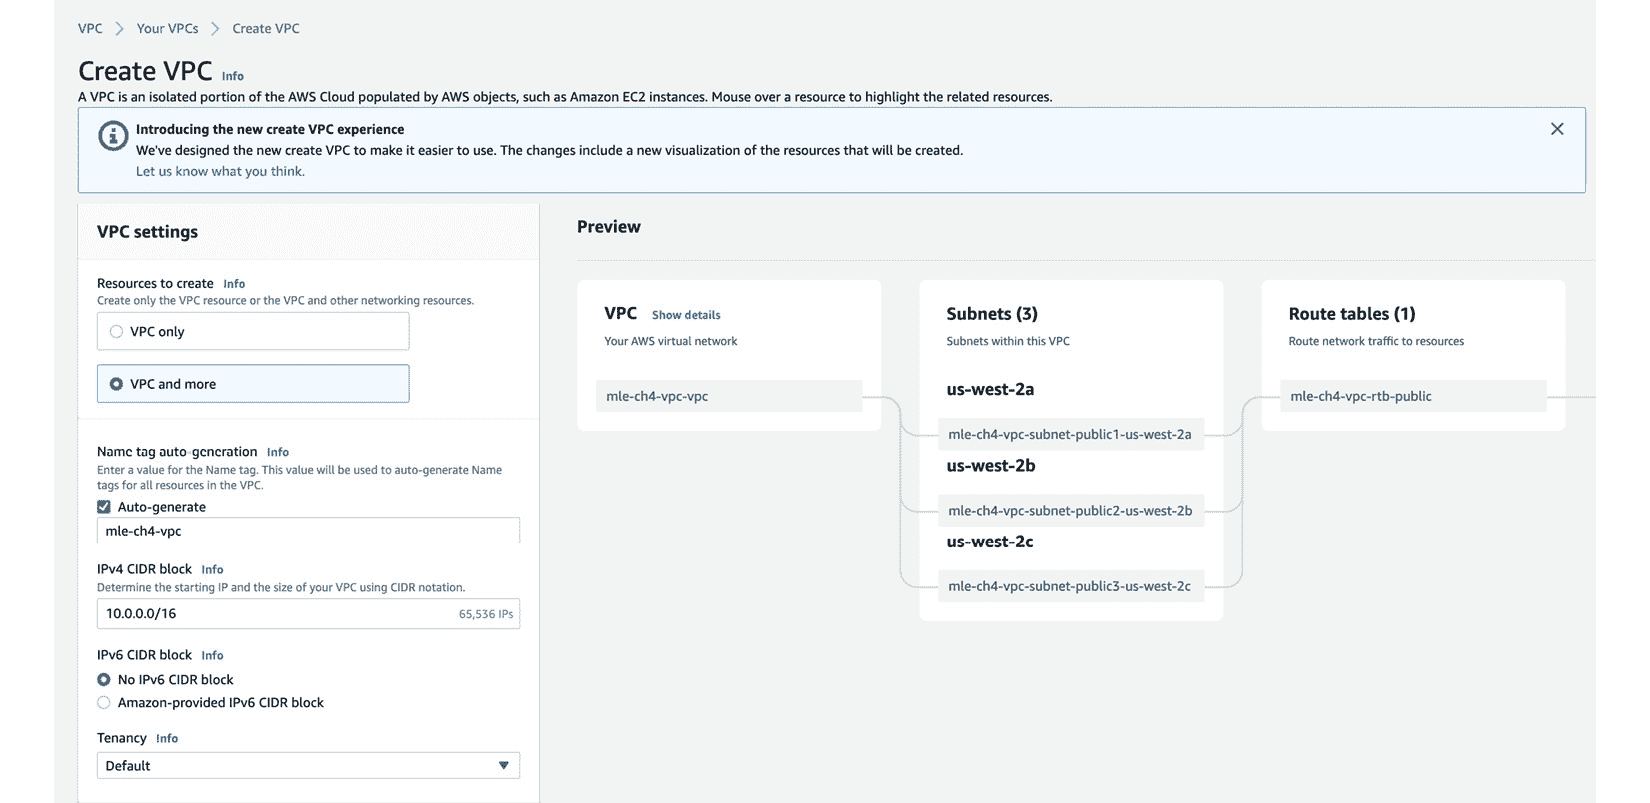 VPC > Your VPCs > Create VPC
Create VPC Info
A VPC is an isolated portion of the AWS Cloud populated by AWS objects, such as Amazon EC2 instances. Mouse over a resource to highlight the related resources.
Introducing the new create VPC experience
We've designed the new create VPC to make it easier to use. The changes include a new visualization of the resources that will be created.
Let us know what you think.
VPC settings
Resources to create Info
Create only the VPC resource or the VPC and other networking resources.
VPC only
VPC and more
Name tag auto-generation Info
Enter a value for the Name tag. This value will be used to auto-generate Name
tags for all resources in the VPC.
Auto-generate
mle-ch4-vpc
IPv4 CIDR block Info
Determine the starting IP and the size of your VPC using CIDR notation.
10.0.0.0/16 65,536 IPs
IPv6 CIDR block Info
No IPv6 CIDR block
Amazon-provided IPv6 CIDR block
Tenancy Info
Default
Preview
VPC Show details
Your AWS virtual network
mle-ch4-vpc-vpc
Subnets (3)
Subnets within this VPC
us-west-2a
mle-ch4-vpc-subnet-public1-us-west-2a
us-west-2b
mle-ch4-vpc-subnet-public2-us-west-2b
us-west-2c
mle-ch4-vpc-subnet-public3-us-west-2c
Route tables (1)
Route network traffic to resources
mle-ch4-vpc-rtb-public